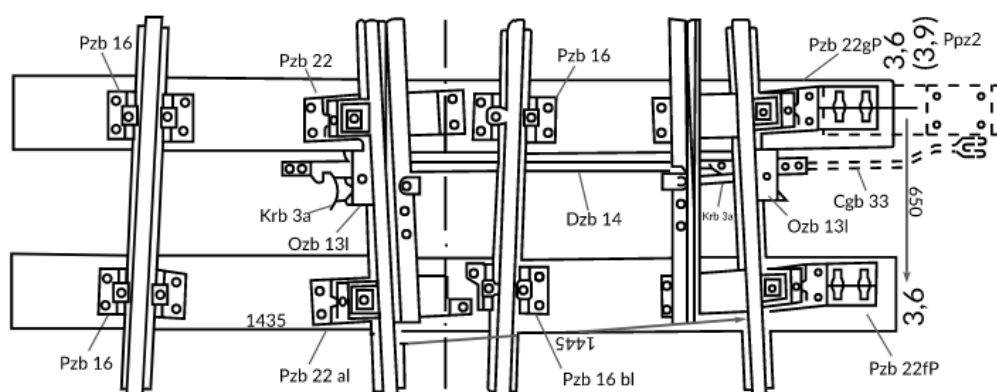 Pzb 16
Pzb 22
Pzb 16
Pzb 22gP
3,6
(3,9)
Ppz2
Krb 3a
Ozb 13l
Dzb 14
Krb 3a
Ozb 13l
Cgb 33
650
1435
1445
3,6
Pzb 16
Pzb 22 al
Pzb 16 bl
Pzb 22fP